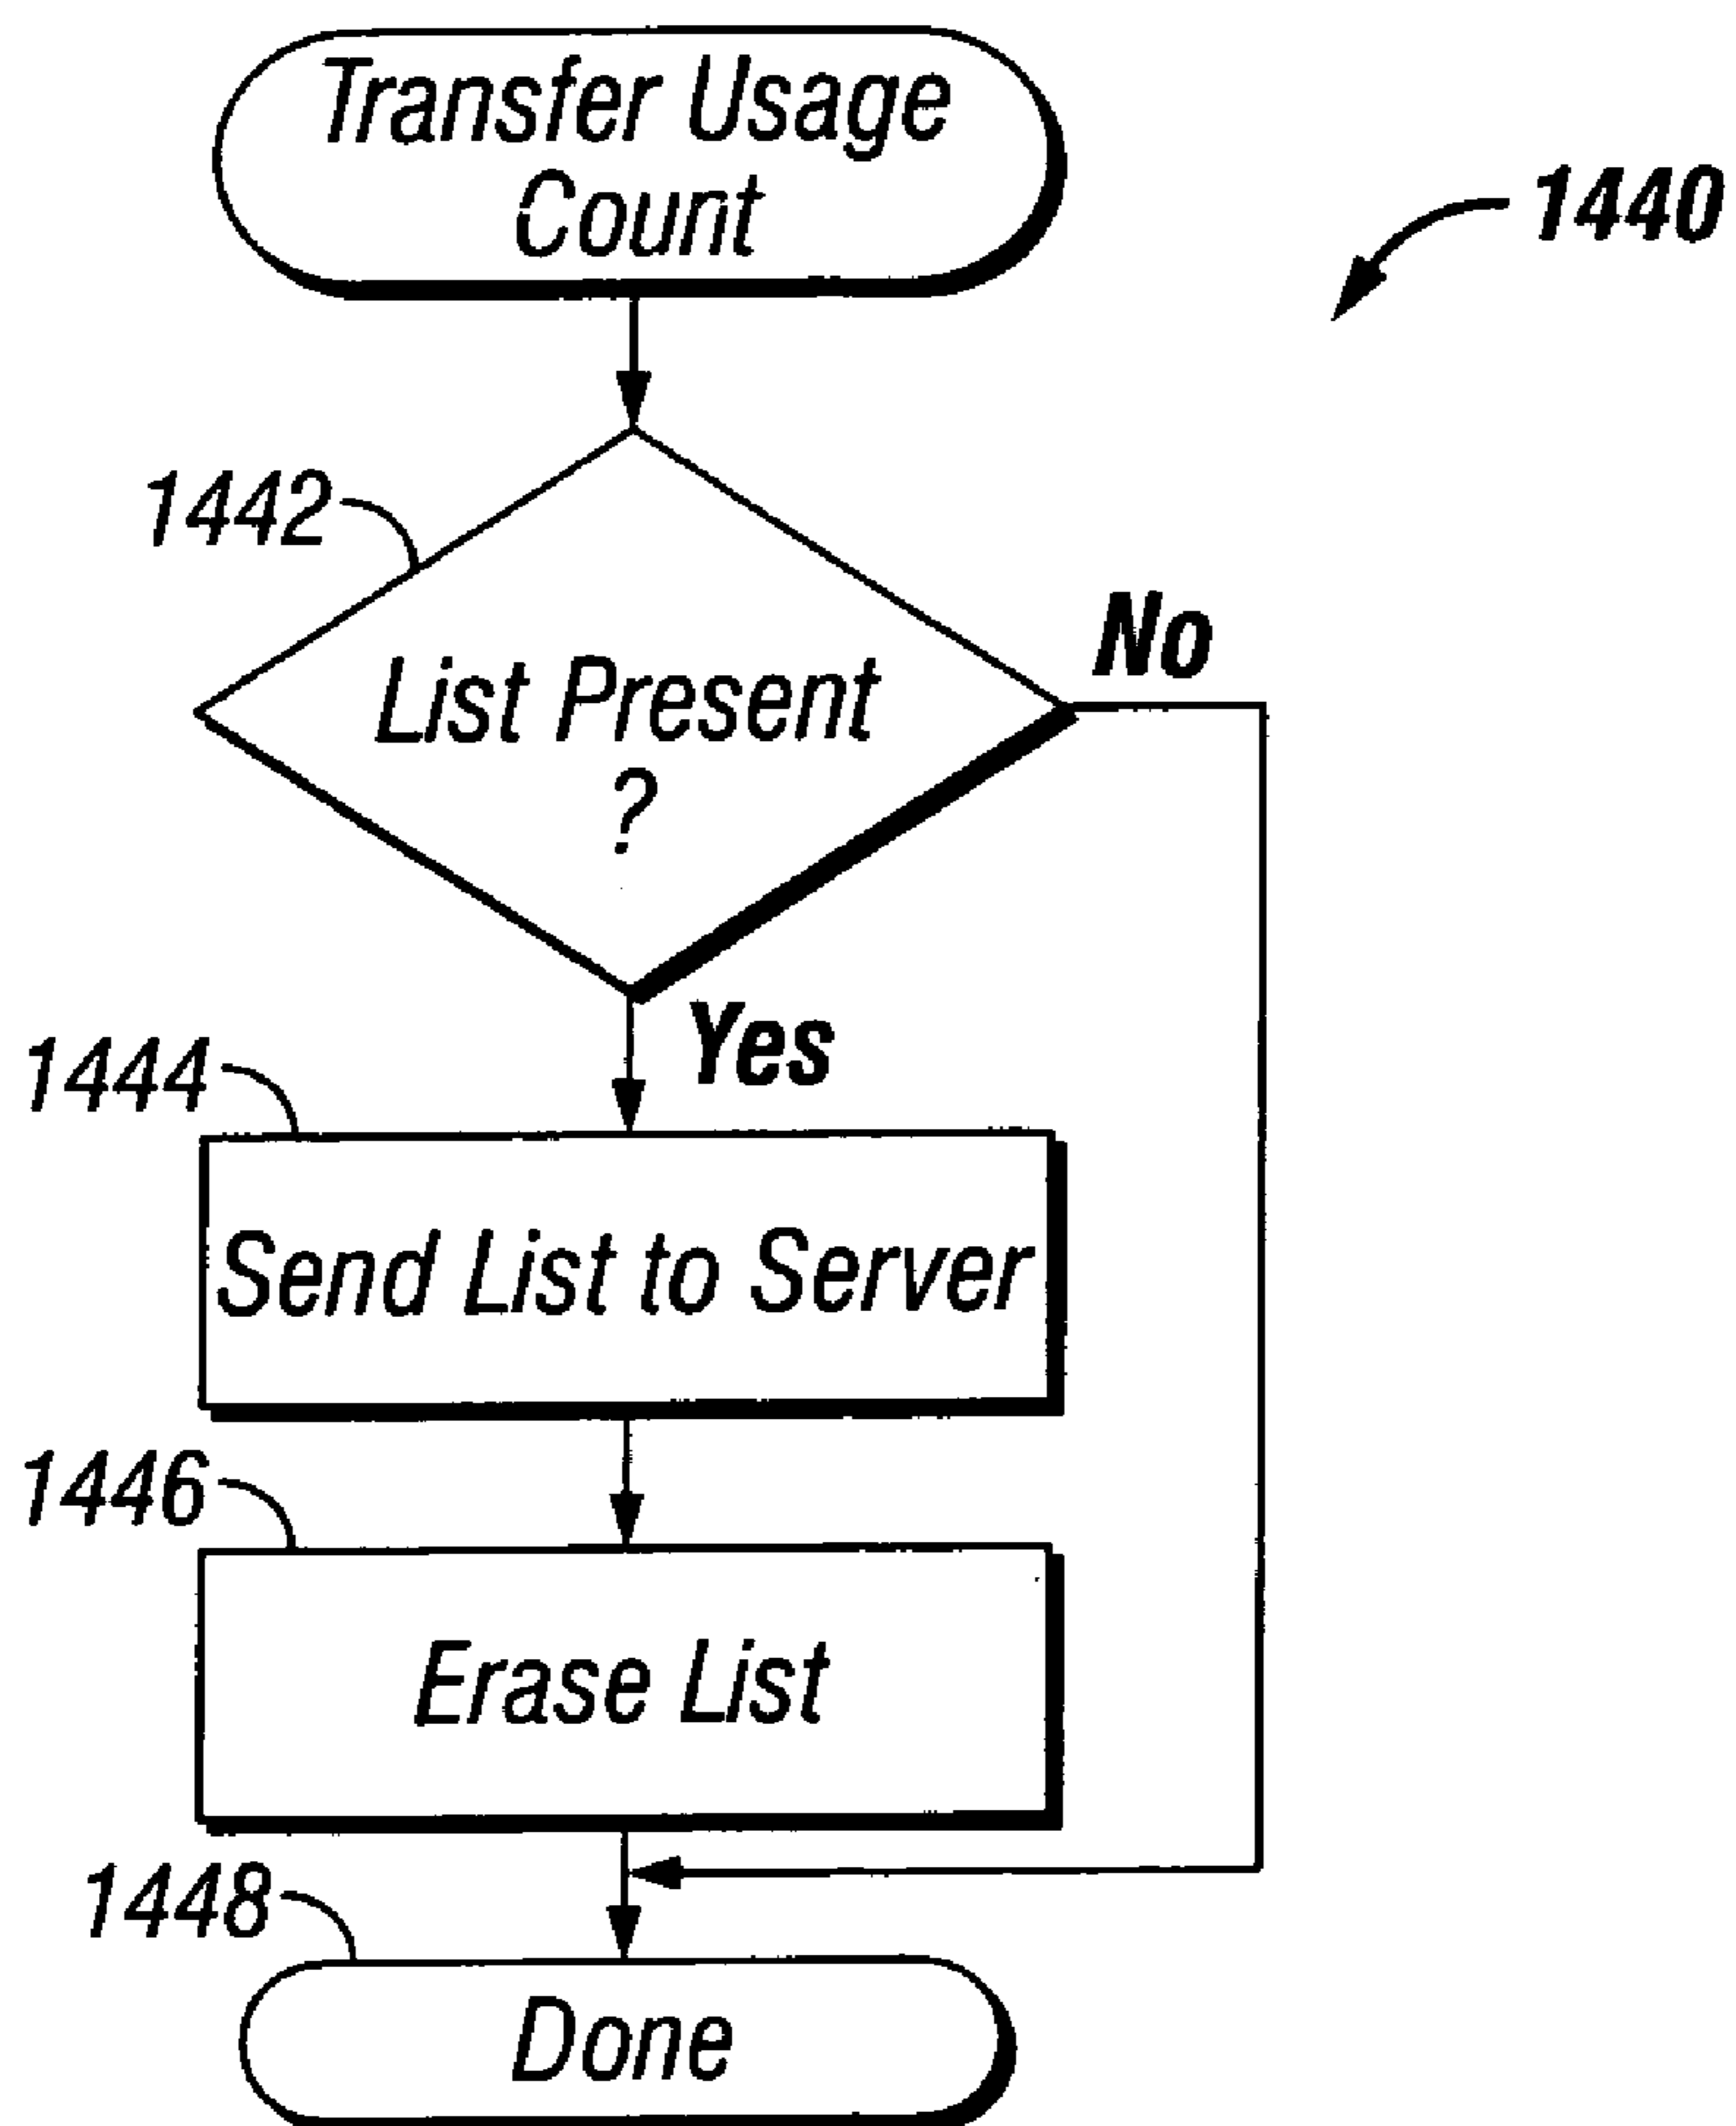 Transfer Usage
Count
1440
1442
List Present
?
No
Yes
1444
Send List to Server
1446
Erase List
1448
Done